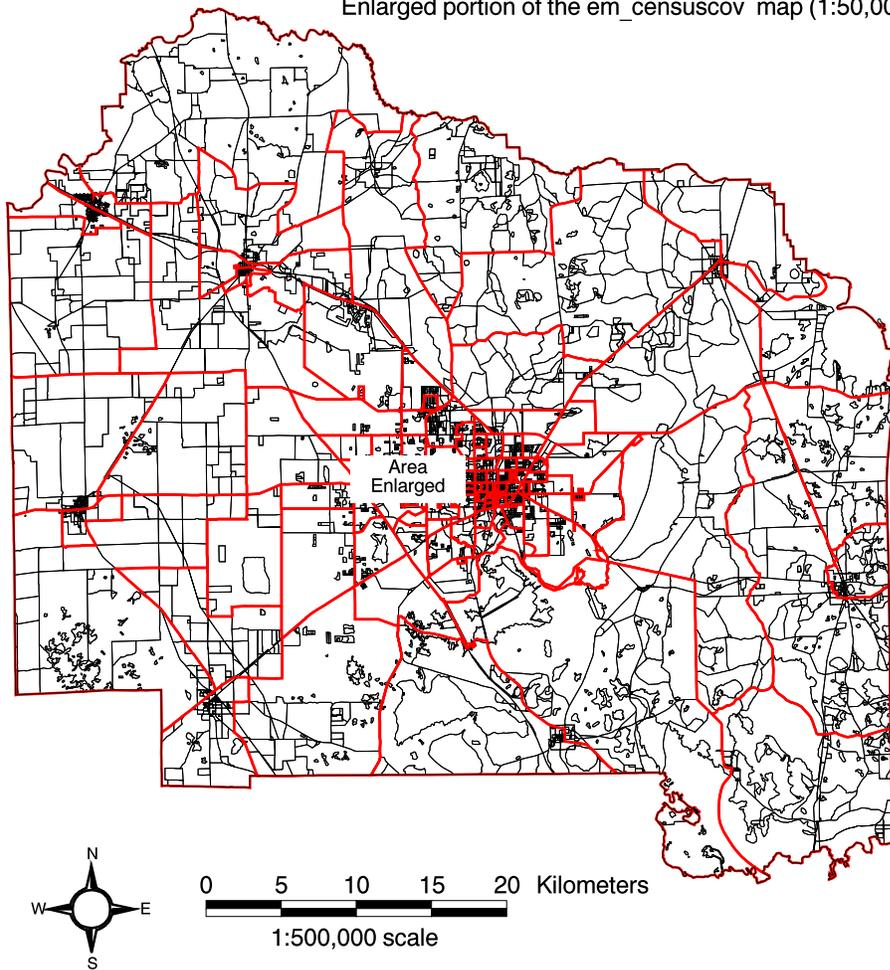 Enlarged portion of the em_censuscov map (1:50,00
Area
Enlarged
N
W E
S
0 5 10 15 20 Kilometers
1:500,000 scale